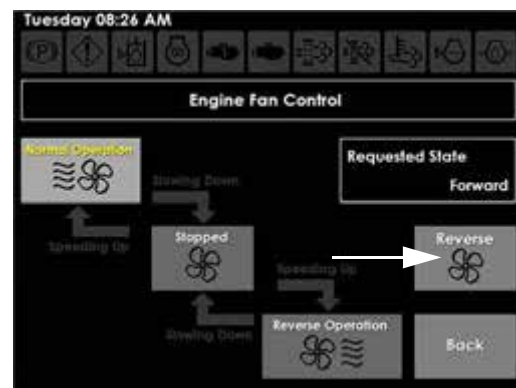 Tuesday 08:26 AM
Engine Fan Control
Normal Operation
Requested State
Forward
Slowing Down
Speeding Up
Stopped
Reverse
Speeding Up
Slowing Down
Reverse Operation
Back